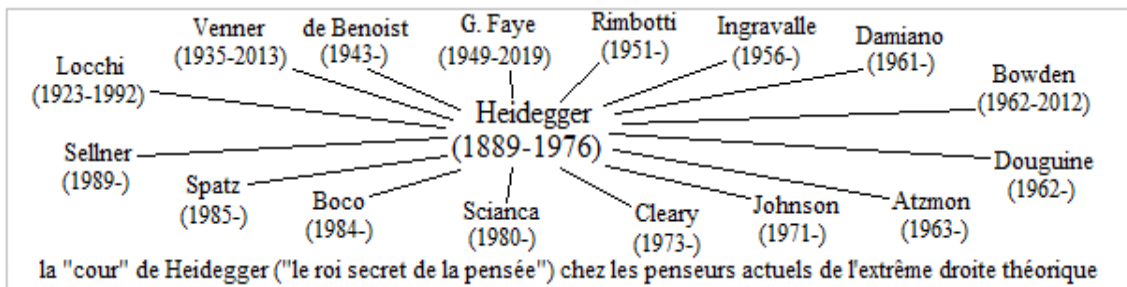 Locchi
(1923-1992)
Venner
(1935-2013)
de Benoist
(1943-)
G. Faye
(1949-2019)
Rimbotti
(1951-)
Ingravalle
(1956-)
Damiano
(1961-)
Bowden
(1962-2012)
Heidegger
(1889-1976)
Sellner
(1989-)
Spatz
(1985-)
Boco
(1984-)
Scianca
(1980-)
Cleary
(1973-)
Johnson
(1971-)
Atzmon
(1963-)
Douguine
(1962-)
la "cour" de Heidegger ("le roi secret de la pensée") chez les penseurs actuels de l'extrême droite théorique